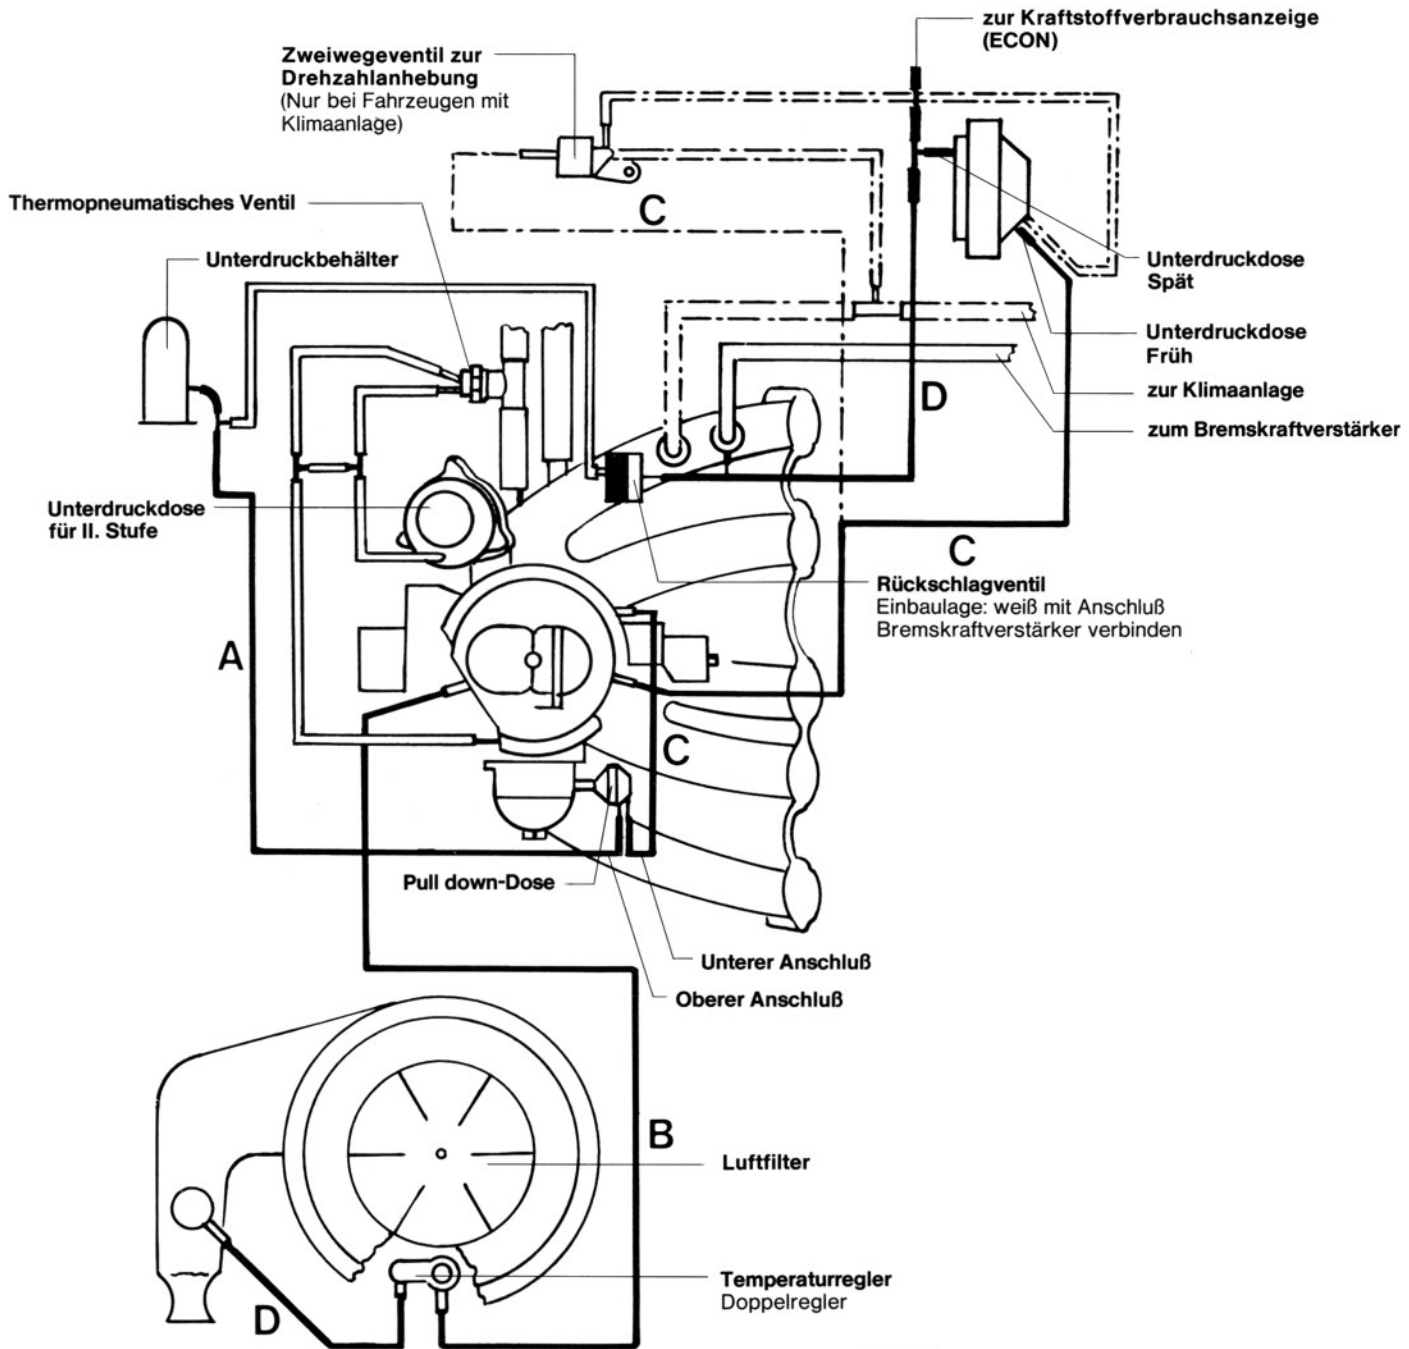 zur Kraftstoffverbrauchsanzeige
(ECON)
Zweiwegeventil zur
Drehzahlanhebung
(Nur bei Fahrzeugen mit
Klimaanlage)
Thermopneumatisches Ventil
C
Unterdruckbehälter
Unterdruckdose
Spät
Unterdruckdose
Früh
zur Klimaanlage
D
zum Bremskraftverstärker
Unterdruckdose
für II. Stufe
C
Rückschlagventil
Einbaulage: weiß mit Anschluß
Bremskraftverstärker verbinden
A
C
Pull down-Dose
Unterer Anschluß
Oberer Anschluß
B
Luftfilter
Temperaturregler
Doppelregler
D